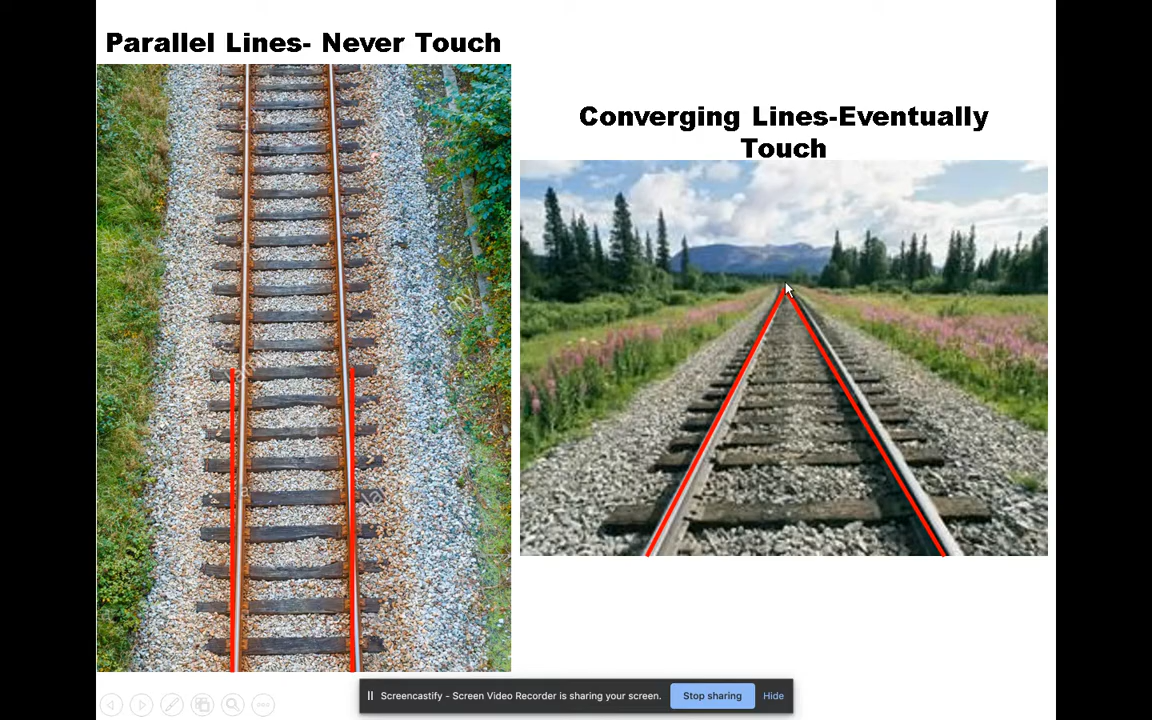 Parallel Lines- Never Touch
Converging Lines-Eventually
Touch
Screencastify - Screen Video Recorder is sharing your screen.
Stop sharing
Hide